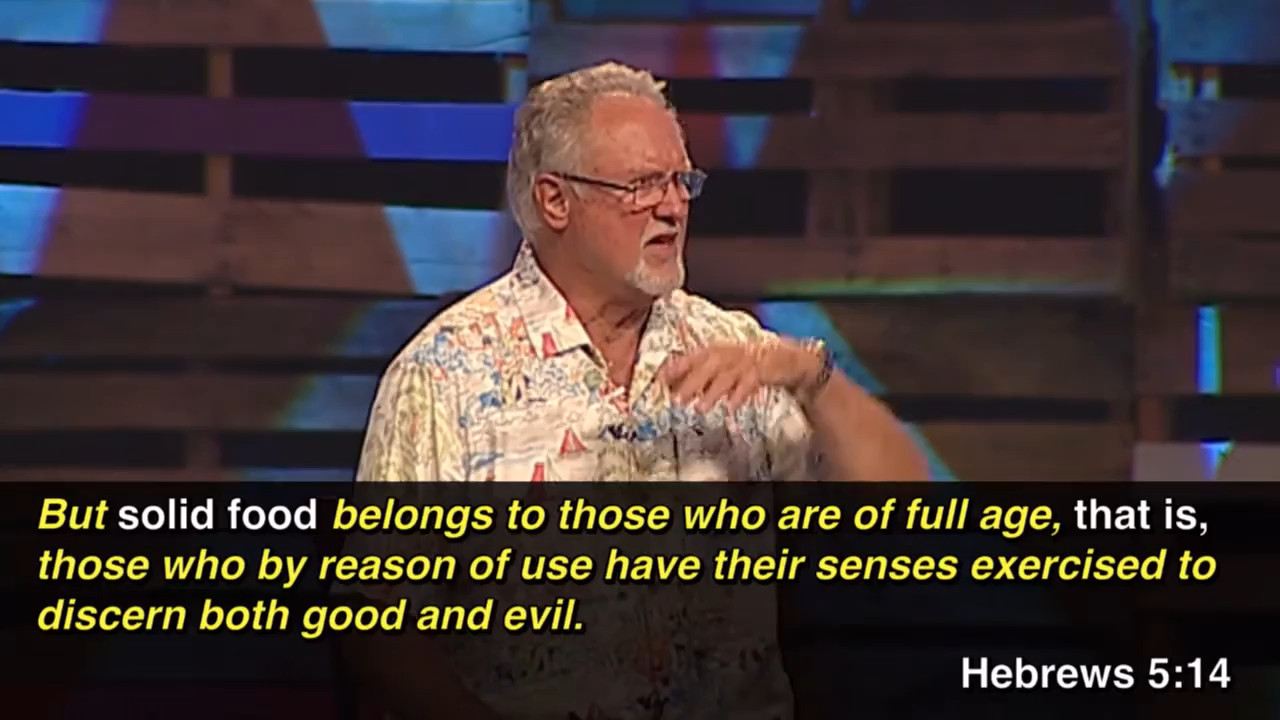 But solid food belongs to those who are of full age, that is,
those who by reason of use have their senses exercised to
discern both good and evil.
Hebrews 5:14